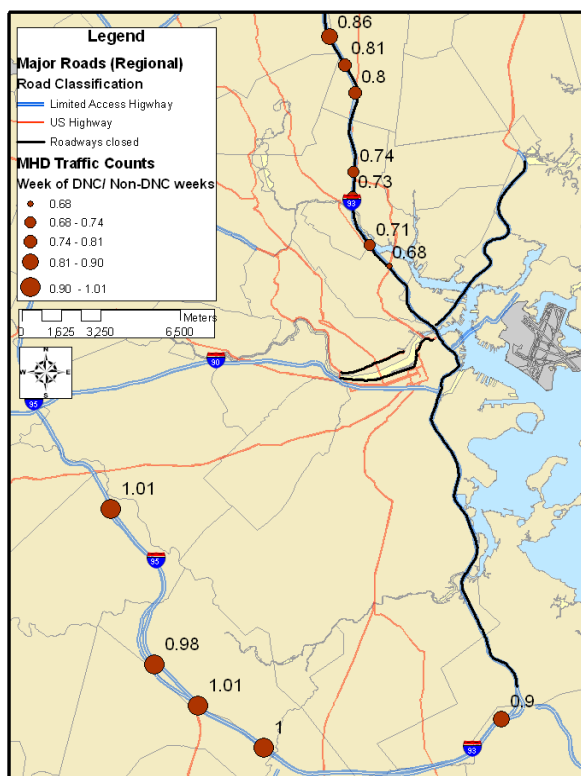 Legend
Major Roads (Regional)
Road Classification
Limited Access Higwhay
US Highway
Roadways closed
MHD Traffic Counts
Week of DNC/ Non-DNC weeks
0.68
0.68 - 0.74
0.74 - 0.81
0.81 - 0.90
0.90 - 1.01
Meters
0 1,625 3,250 6,500
N
W E
S
0.86
0.81
0.8
0.74
0.73
93
0.71
0.68
90
95
1.01
95
0.98
1.01
1
0.9
93